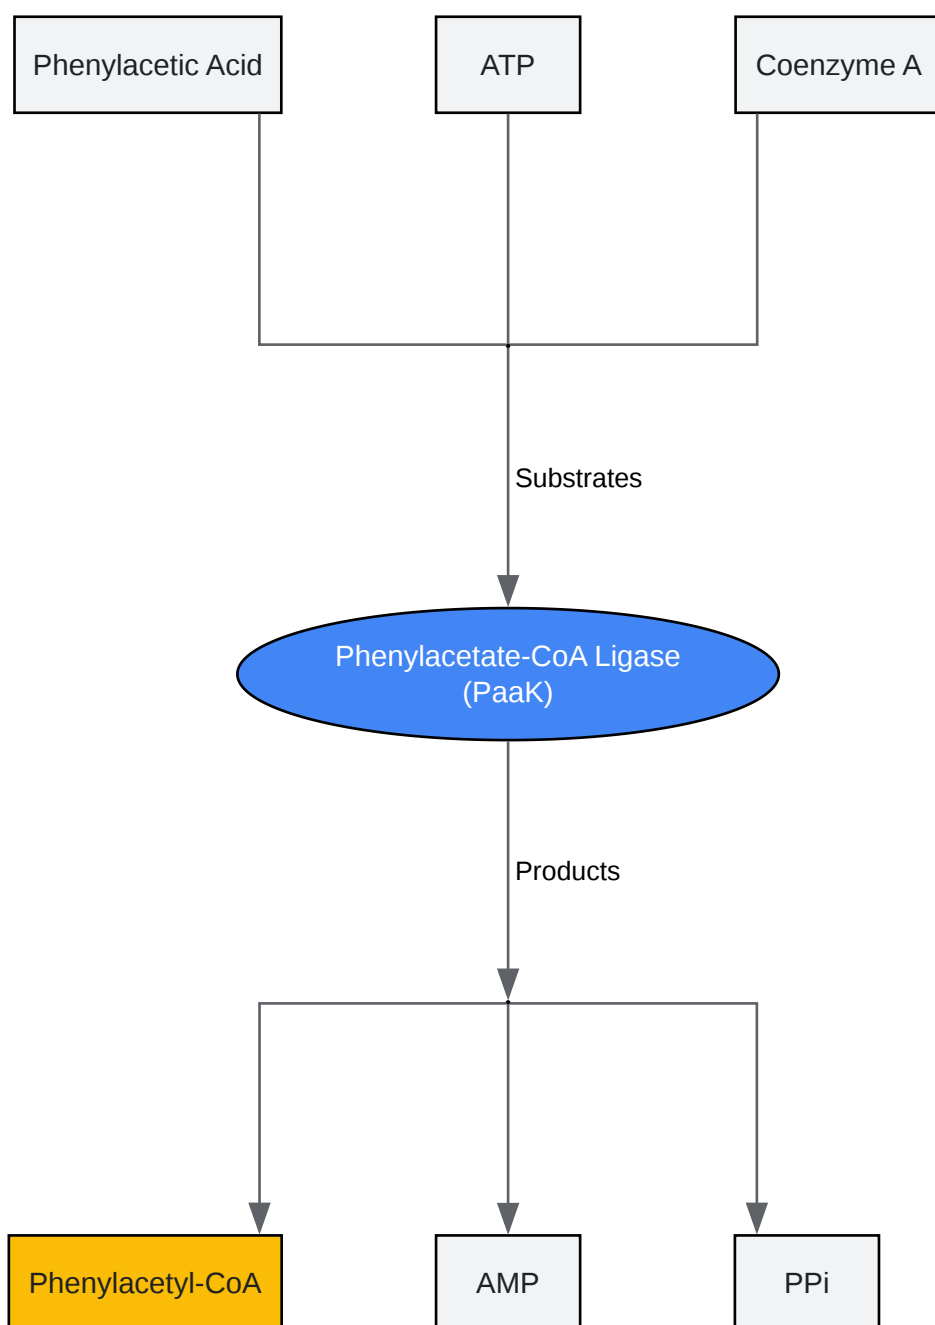 Phenylacetic Acid
ATP
Coenzyme A
Substrates
Phenylacetate-CoA Ligase
(PaaK)
Products
Phenylacetyl-CoA
AMP
PPi